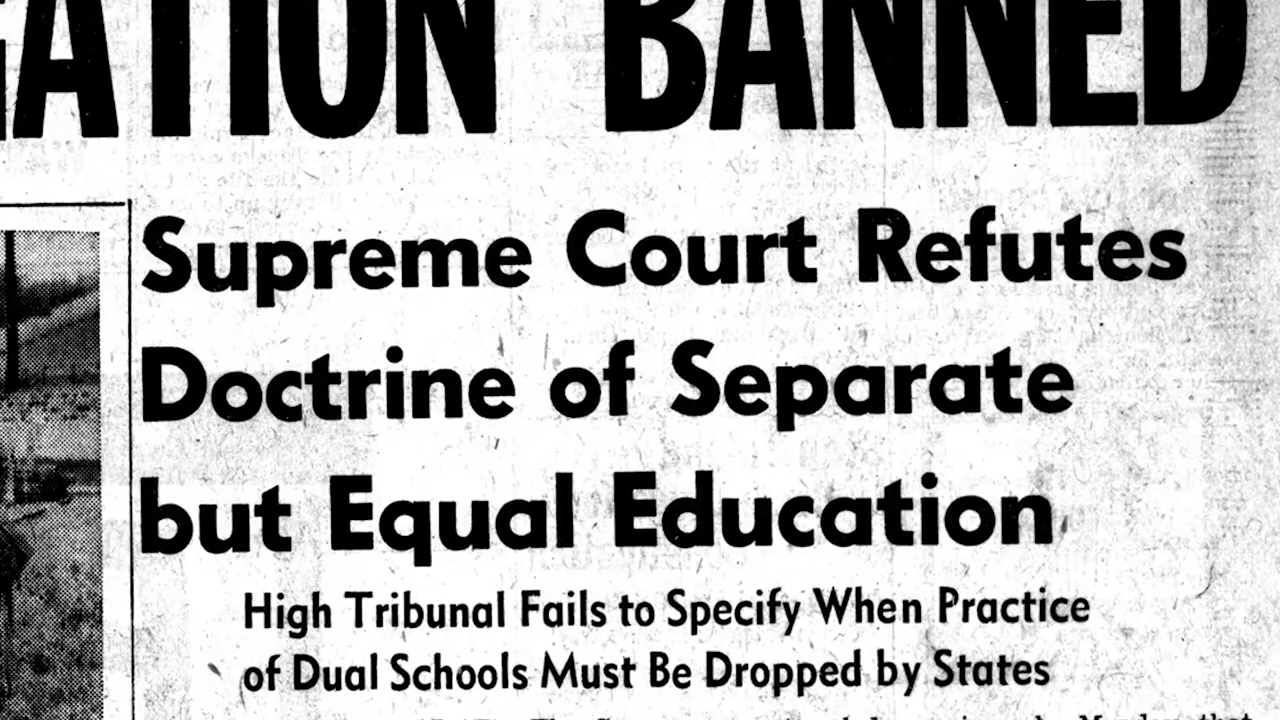 GATION BANNED
Supreme Court Refutes
Doctrine of Separate
but Equal Education
High Tribunal Fails to Specify When Practice
of Dual Schools Must Be Dropped by States